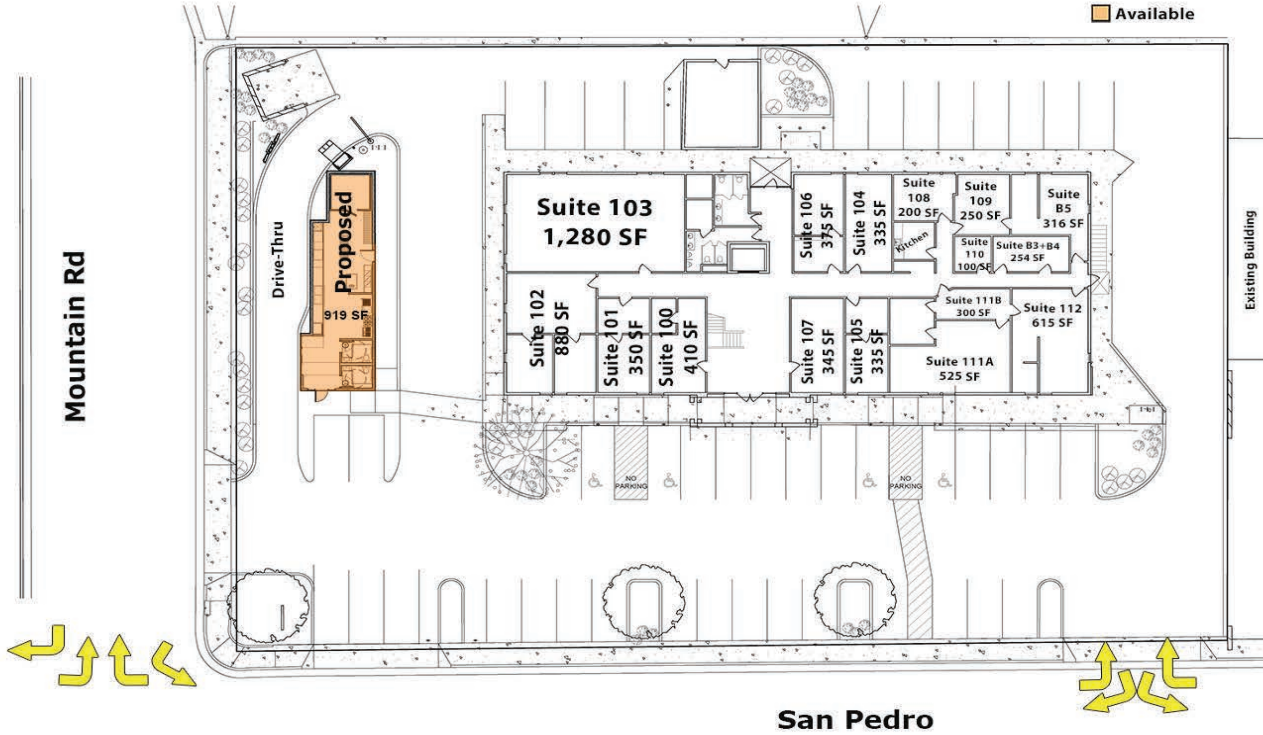 Available
Mountain Rd
Drive-Thru
Proposed
919 SF
Suite 103
1,280 SF
Suite 106
375 SF
Suite 104
335 SF
Suite
108
200 SF
Kitchen
Suite
109
250 SF
Suite
110
100 SF
Suite B3+B4
254 SF
Suite
B5
316 SF
Suite 102
880 SF
Suite 101
350 SF
Suite 100
410 SF
Suite 107
345 SF
Suite 105
335 SF
Suite 111B
300 SF
Suite 111A
525 SF
Suite 112
615 SF
Existing Building
NO
PARKING
NO
PARKING
San Pedro